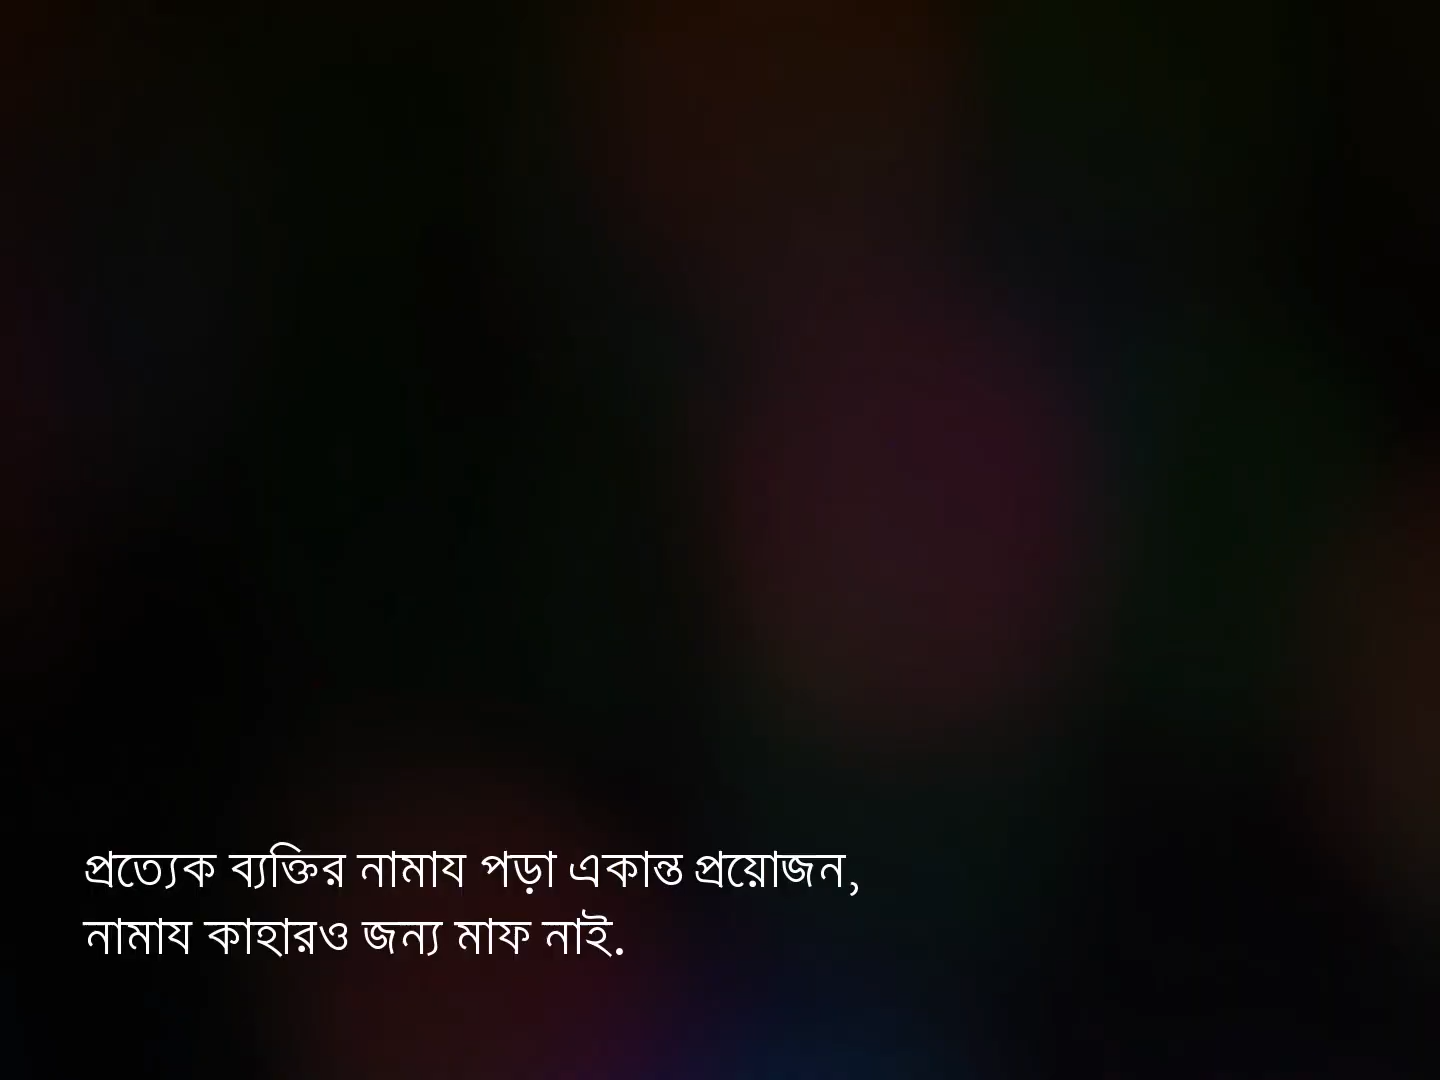 প্রত্যেক ব্যক্তির নামায পড়া একান্ত প্রয়োজন,
নামায কাহারও জন্য মাফ নাই.